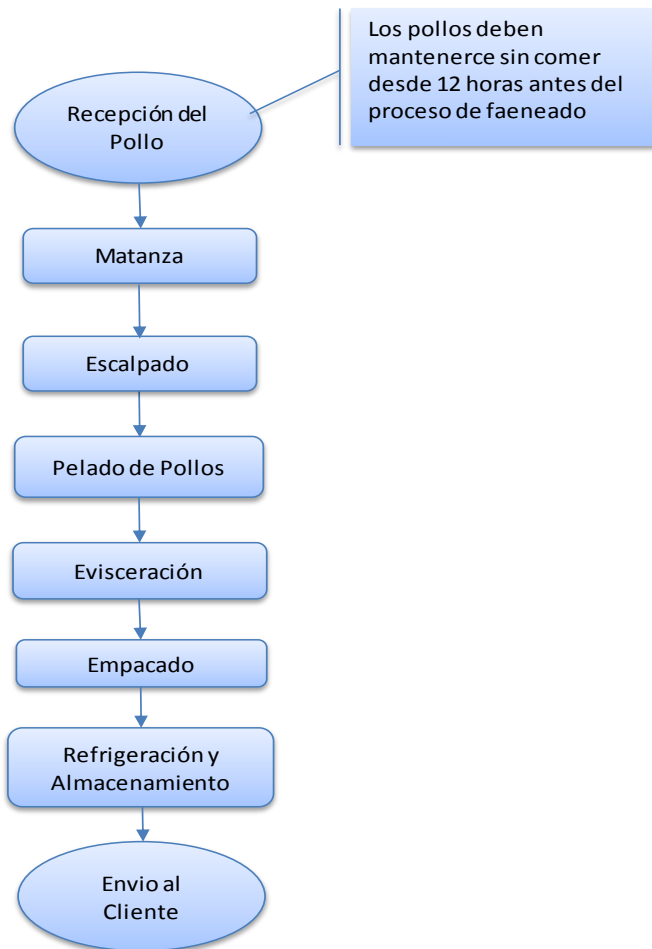 Los pollos deben
mantenerce sin comer
desde 12 horas antes del
proceso de faeneado
Recepción del
Pollo
Matanza
Escalpado
Pelado de Pollos
Evisceración
Empacado
Refrigeración y
Almacenamiento
Envio al
Cliente